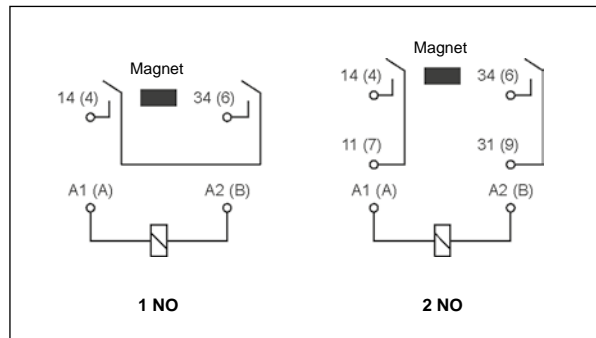 Magnet
14 (4) 34 (6)
A1 (A) A2 (B)
1 NO
Magnet
14 (4) 34 (6)
11 (7) 31 (9)
A1 (A) A2 (B)
2 NO